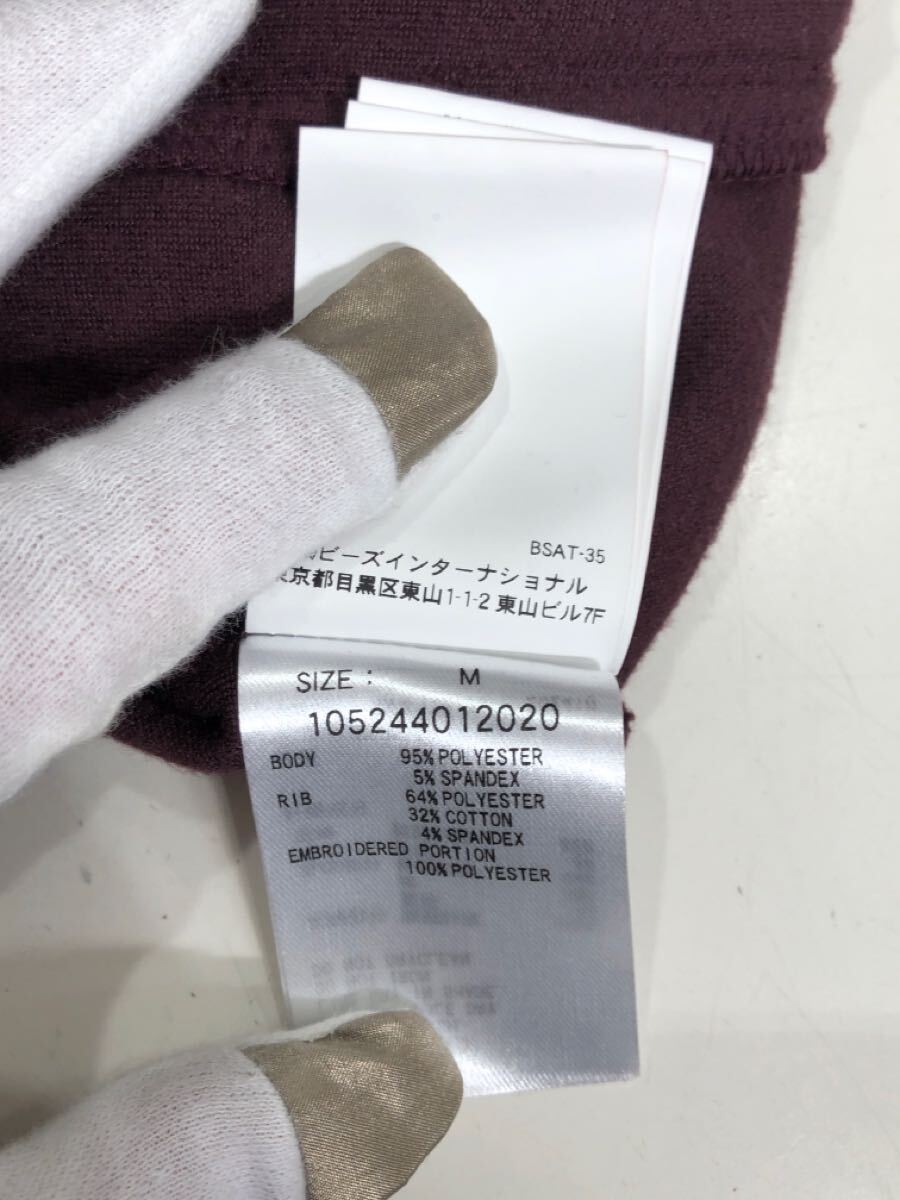 BSAT-35
ビーズインターナショナル
京都目黒区東山1-1-2 東山ビル7F
SIZE : M
105244012020
BODY 95% POLYESTER
5% SPANDEX
RIB 64% POLYESTER
32% COTTON
4% SPANDEX
EMBROIDERED PORTION
100% POLYESTER